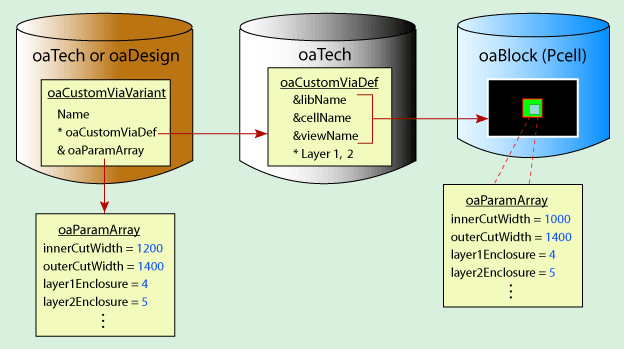 oaTech or oaDesign
oaCustomViaVariant
Name
* oaCustomViaDef
& oaParamArray
oaParamArray
innerCutWidth = 1200
outerCutWidth = 1400
layer1Enclosure = 4
layer2Enclosure = 5
⋮
oaTech
oaCustomViaDef
&libName
&cellName
&viewName
* Layer 1, 2
oaBlock (Pcell)
oaParamArray
innerCutWidth = 1000
outerCutWidth = 1400
layer1Enclosure = 4
layer2Enclosure = 5
⋮